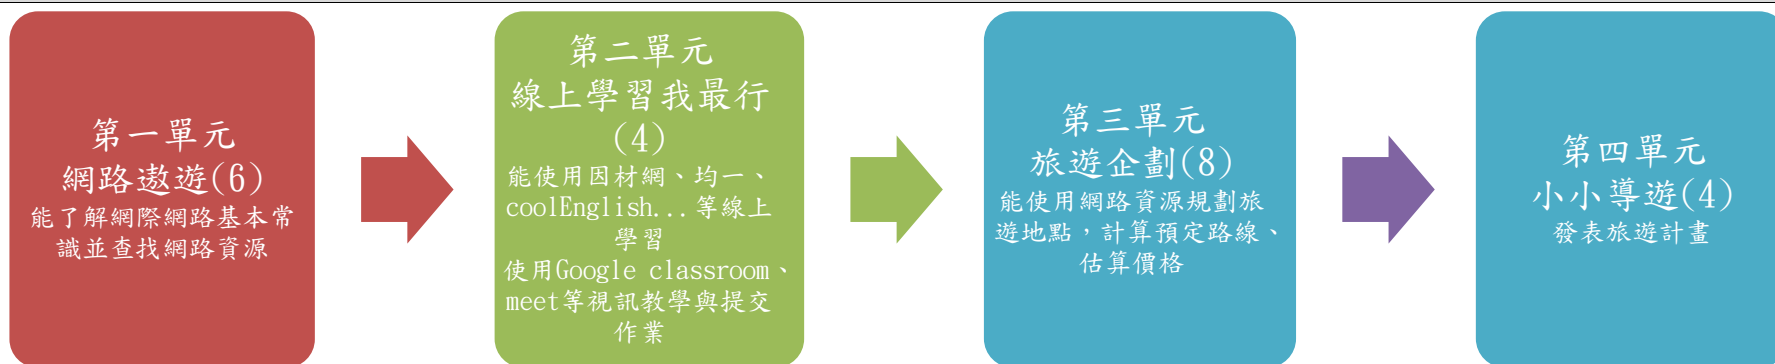 第一單元
網路遨遊(6)
能了解網際網路基本常
識並查找網路資源
第二單元
線上學習我最行
(4)
能使用因材網、均一、
coolEnglish...等線上
學習
使用Google classroom、
meet等視訊教學與提交
作業
第三單元
旅遊企劃(8)
能使用網路資源規劃旅
遊地點，計算預定路線、
估算價格
第四單元
小小導遊(4)
發表旅遊計畫